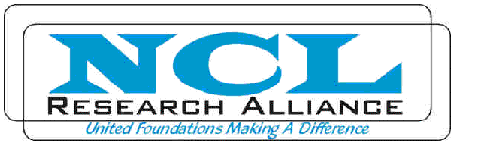 NCL
RESEARCH ALLIANCE
United Foundations Making A Difference